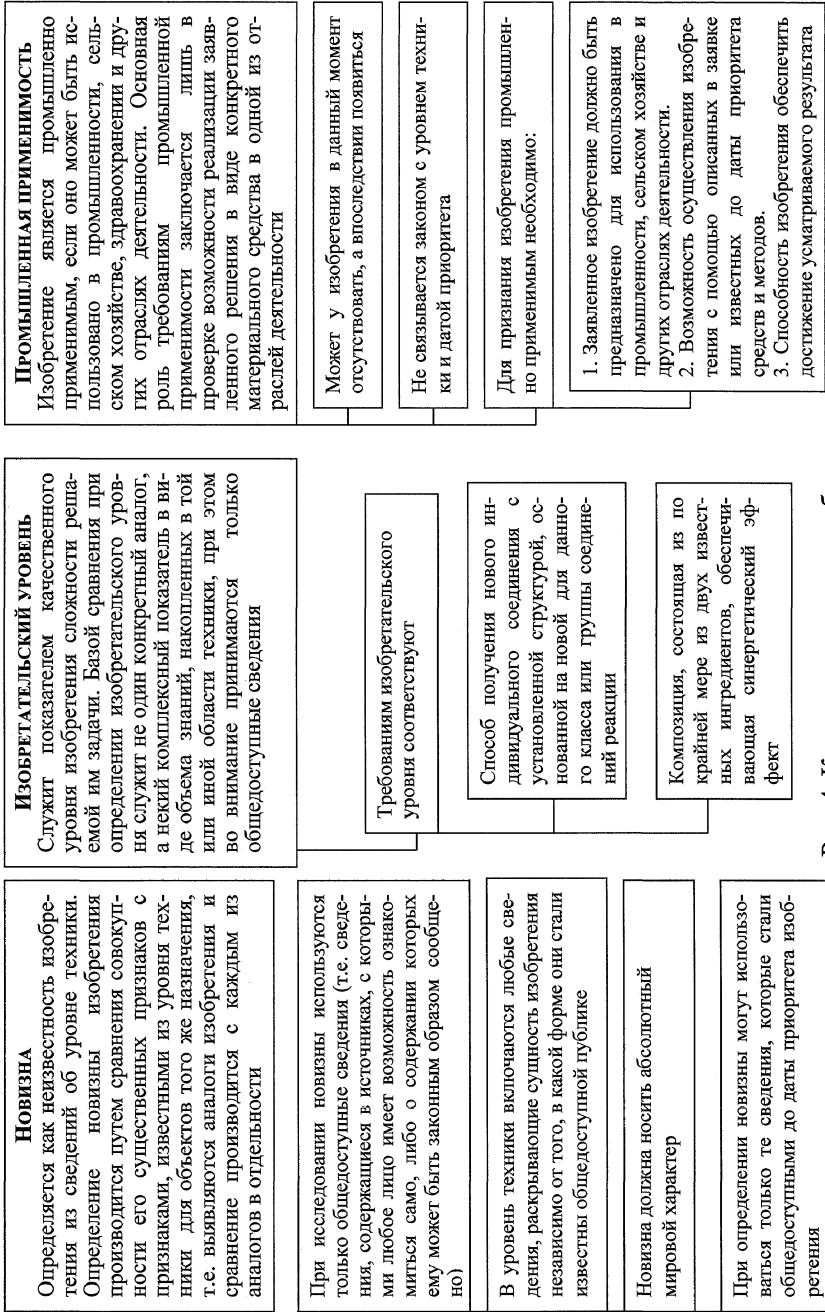 НОВИЗНА
Определяется как неизвестность изобре-
тения из сведений об уровне техники.
Определение новизны изобретения
производится путем сравнения совокуп-
ности его существенных признаков с
признаками, известными из уровня тех-
ники для объектов того же назначения,
т.е. выявляются аналоги изобретения и
сравнение производится с каждым из
аналогов в отдельности
При исследовании новизны используются
только общедоступные сведения (т.е. сведе-
ния, содержащиеся в источниках, с которы-
ми любое лицо имеет возможность ознако-
миться само, либо о содержании которых
ему может быть законным образом сообще-
но)
В уровень техники включаются любые све-
дения, раскрывающие сущность изобретения
независимо от того, в какой форме они стали
известны общедоступной публике
Новизна должна носить абсолютный
мировой характер
При определении новизны могут использо-
ваться только те сведения, которые стали
общедоступными до даты приоритета изоб-
ретения
ИЗОБРЕТАТЕЛЬСКИЙ УРОВЕНЬ
Служит показателем качественного
уровня изобретения сложности реша-
емой им задачи. Базой сравнения при
определении изобретательского уров-
ня служит не один конкретный аналог,
а некий комплексный показатель в ви-
де объема знаний, накопленных в той
или иной области техники, при этом
во внимание принимаются только
общедоступные сведения
Требованиям изобретательского
уровня соответствуют
Способ получения нового ин-
дивидуального соединения с
установленной структурой, ос-
нованной на новой для данно-
го класса или группы соедине-
ний реакции
Композиция, состоящая из по
крайней мере из двух извест-
ных ингредиентов, обеспечи-
вающая синергетический эф-
фект
ПРОМЫШЛЕННАЯ ПРИМЕНИМОСТЬ
Изобретение является промышленно
применимым, если оно может быть ис-
пользовано в промышленности, сель-
ском хозяйстве, здравоохранении и дру-
гих отраслях деятельности. Основная
роль требованиям промышленной
применимости заключается лишь в
проверке возможности реализации заяв-
ленного решения в виде конкретного
материального средства в одной из от-
раслей деятельности
Может у изобретения в данный момент
отсутствовать, а впоследствии появиться
Не связывается законом с уровнем техни-
ки и датой приоритета
Для признания изобретения промышлен-
но применимым необходимо:
1. Заявленное изобретение должно быть
предназначено для использования в
промышленности, сельском хозяйстве и
других отраслях деятельности.
2. Возможность осуществления изобре-
тения с помощью описанных в заявке
или известных до даты приоритета
средств и методов.
3. Способность изобретения обеспечить
достижение усматриваемого результата